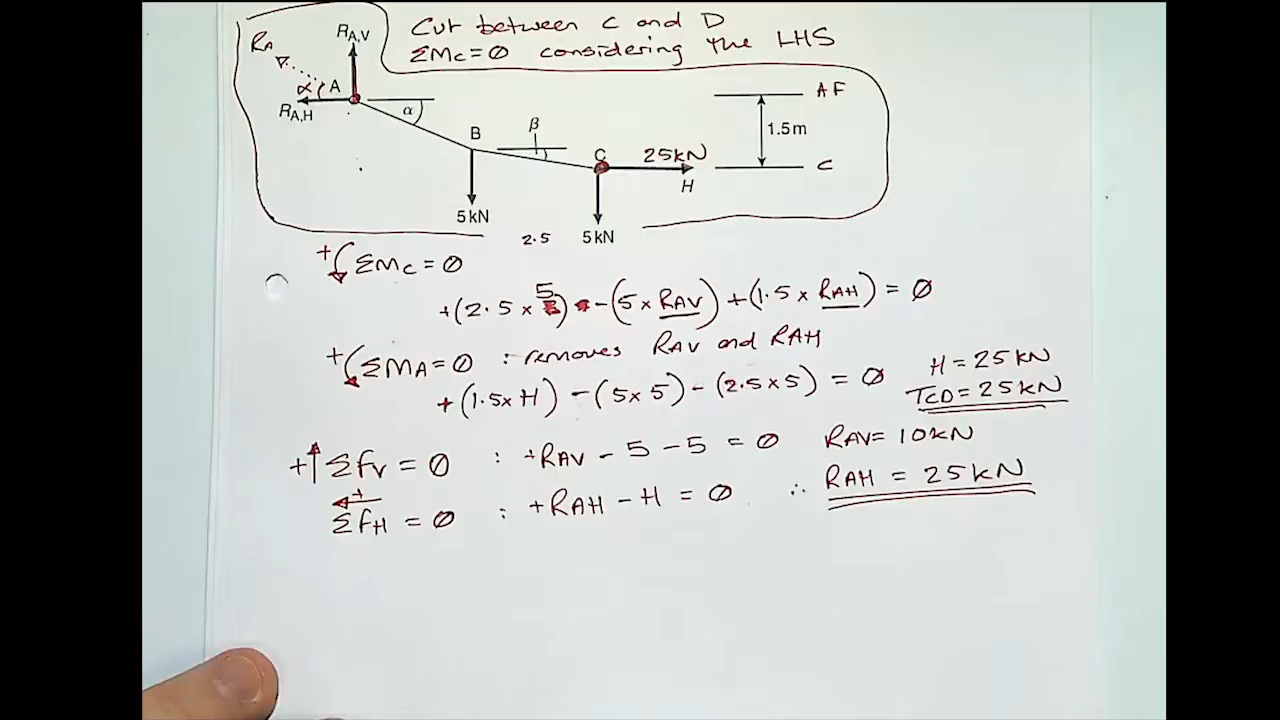 Cut between C and D
ΣMc=0 considering the LHS
RA
RA,V
α
A
RA,H
α
B
β
C
25KN
H
AF
1.5m
C
5kN
2.5
5kN
+ ΣMc = 0
+(2.5 × 5) -(5 × RAV) +(1.5 × RAH) = 0
+ ΣMA = 0 : removes RAV and RAH
+(1.5× H) -(5× 5) -(2.5 × 5) = 0
H = 25KN
TCD = 25KN
+ ΣFV = 0 : +RAV - 5 - 5 = 0 RAV= 10KN
+
ΣFH = 0 : +RAH - H = 0 ∴ RAH = 25KN